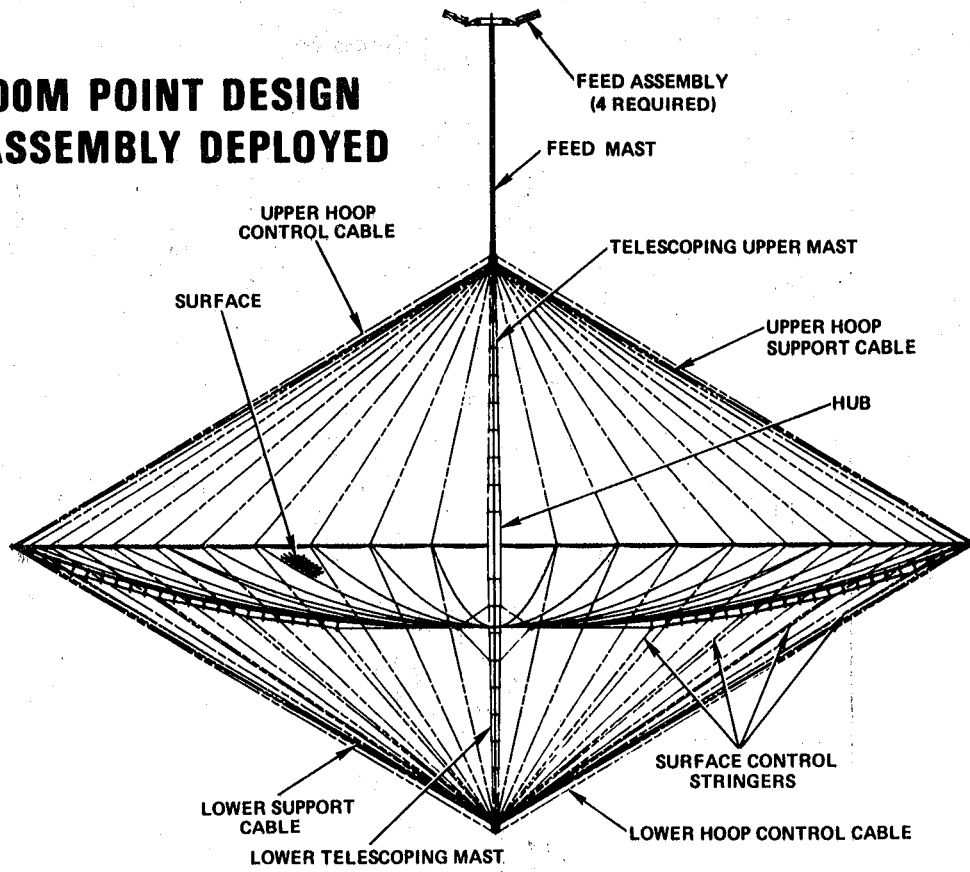 00M POINT DESIGN
ASSEMBLY DEPLOYED
FEED ASSEMBLY
(4 REQUIRED)
FEED MAST
UPPER HOOP
CONTROL CABLE
TELESCOPING UPPER MAST
SURFACE
UPPER HOOP
SUPPORT CABLE
HUB
SURFACE CONTROL
STRINGERS
LOWER SUPPORT
CABLE
LOWER HOOP CONTROL CABLE
LOWER TELESCOPING MAST